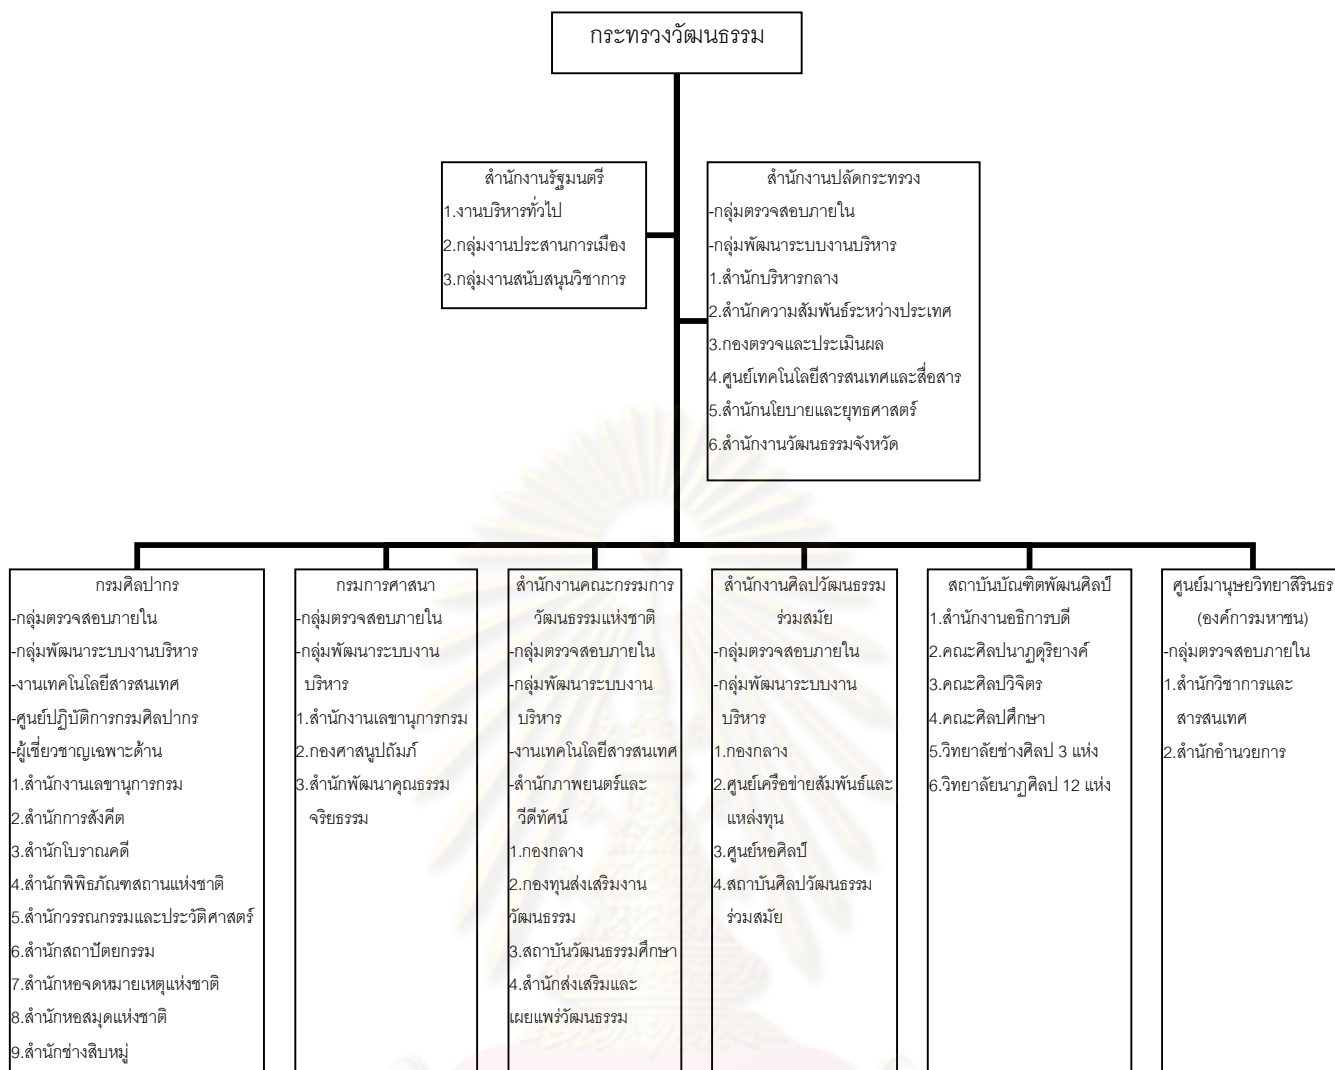 กระทรวงวัฒนธรรม
สำนักงานรัฐมนตรี
1.งานบริหารทั่วไป
2.กลุ่มงานประสานการเมือง
3.กลุ่มงานสนับสนุนวิชาการ
สำนักงานปลัดกระทรวง
-กลุ่มตรวจสอบภายใน
-กลุ่มพัฒนาระบบงานบริหาร
1.สำนักบริหารกลาง
2.สำนักความสัมพันธ์ระหว่างประเทศ
3.กองตรวจและประเมินผล
4.ศูนย์เทคโนโลยีสารสนเทศและสื่อสาร
5.สำนักนโยบายและยุทธศาสตร์
6.สำนักงานวัฒนธรรมจังหวัด
กรมศิลปากร
-กลุ่มตรวจสอบภายใน
-กลุ่มพัฒนาระบบงานบริหาร
-งานเทคโนโลยีสารสนเทศ
-ศูนย์ปฏิบัติการกรมศิลปากร
-ผู้เชี่ยวชาญเฉพาะด้าน
1.สำนักงานเลขานุการกรม
2.สำนักการสังคีต
3.สำนักโบราณคดี
4.สำนักพิพิธภัณฑสถานแห่งชาติ
5.สำนักวรรณกรรมและประวัติศาสตร์
6.สำนักสถาปัตยกรรม
7.สำนักหอจดหมายเหตุแห่งชาติ
8.สำนักหอสมุดแห่งชาติ
9.สำนักช่างสิบหมู่
กรมการศาสนา
-กลุ่มตรวจสอบภายใน
-กลุ่มพัฒนาระบบงาน
บริหาร
1.สำนักงานเลขานุการกรม
2.กองศาสนูปถัมภ์
3.สำนักพัฒนาคุณธรรม
จริยธรรม
สำนักงานคณะกรรมการ
วัฒนธรรมแห่งชาติ
-กลุ่มตรวจสอบภายใน
-กลุ่มพัฒนาระบบงาน
บริหาร
-งานเทคโนโลยีสารสนเทศ
-สำนักภาพยนตร์และ
วีดีทัศน์
1.กองกลาง
2.กองทุนส่งเสริมงาน
วัฒนธรรม
3.สถาบันวัฒนธรรมศึกษา
4.สำนักส่งเสริมและ
เผยแพร่วัฒนธรรม
สำนักงานศิลปวัฒนธรรม
ร่วมสมัย
-กลุ่มตรวจสอบภายใน
-กลุ่มพัฒนาระบบงาน
บริหาร
1.กองกลาง
2.ศูนย์เครือข่ายสัมพันธ์และ
แหล่งทุน
3.ศูนย์หอศิลป์
4.สถาบันศิลปวัฒนธรรม
ร่วมสมัย
สถาบันบัณฑิตพัฒนศิลป์
1.สำนักงานอธิการบดี
2.คณะศิลปนาฏดุริยางค์
3.คณะศิลปวิจิตร
4.คณะศิลปศึกษา
5.วิทยาลัยช่างศิลป 3 แห่ง
6.วิทยาลัยนาฏศิลป 12 แห่ง
ศูนย์มานุษยวิทยาสิรินธร
(องค์การมหาชน)
-กลุ่มตรวจสอบภายใน
1.สำนักวิชาการและ
สารสนเทศ
2.สำนักอำนวยการ